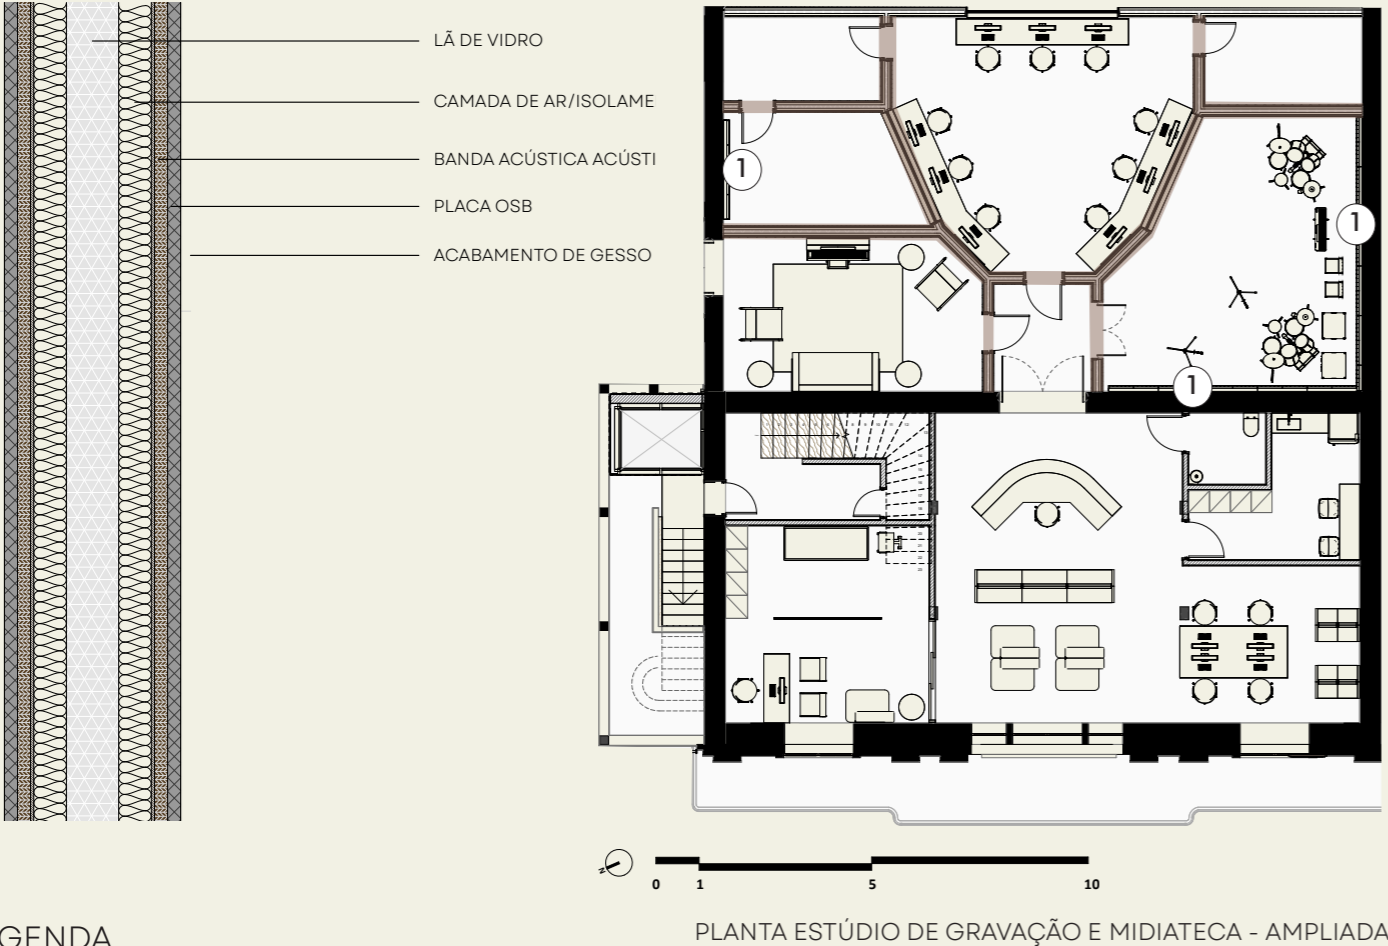 LÃ DE VIDRO
CAMADA DE AR/ISOLAME
BANDA ACÚSTICA ACÚSTI
PLACA OSB
ACABAMENTO DE GESSO
1
1
1
N
0 1 5 10
GENDA
PLANTA ESTÚDIO DE GRAVAÇÃO E MIDIATECA - AMPLIADA